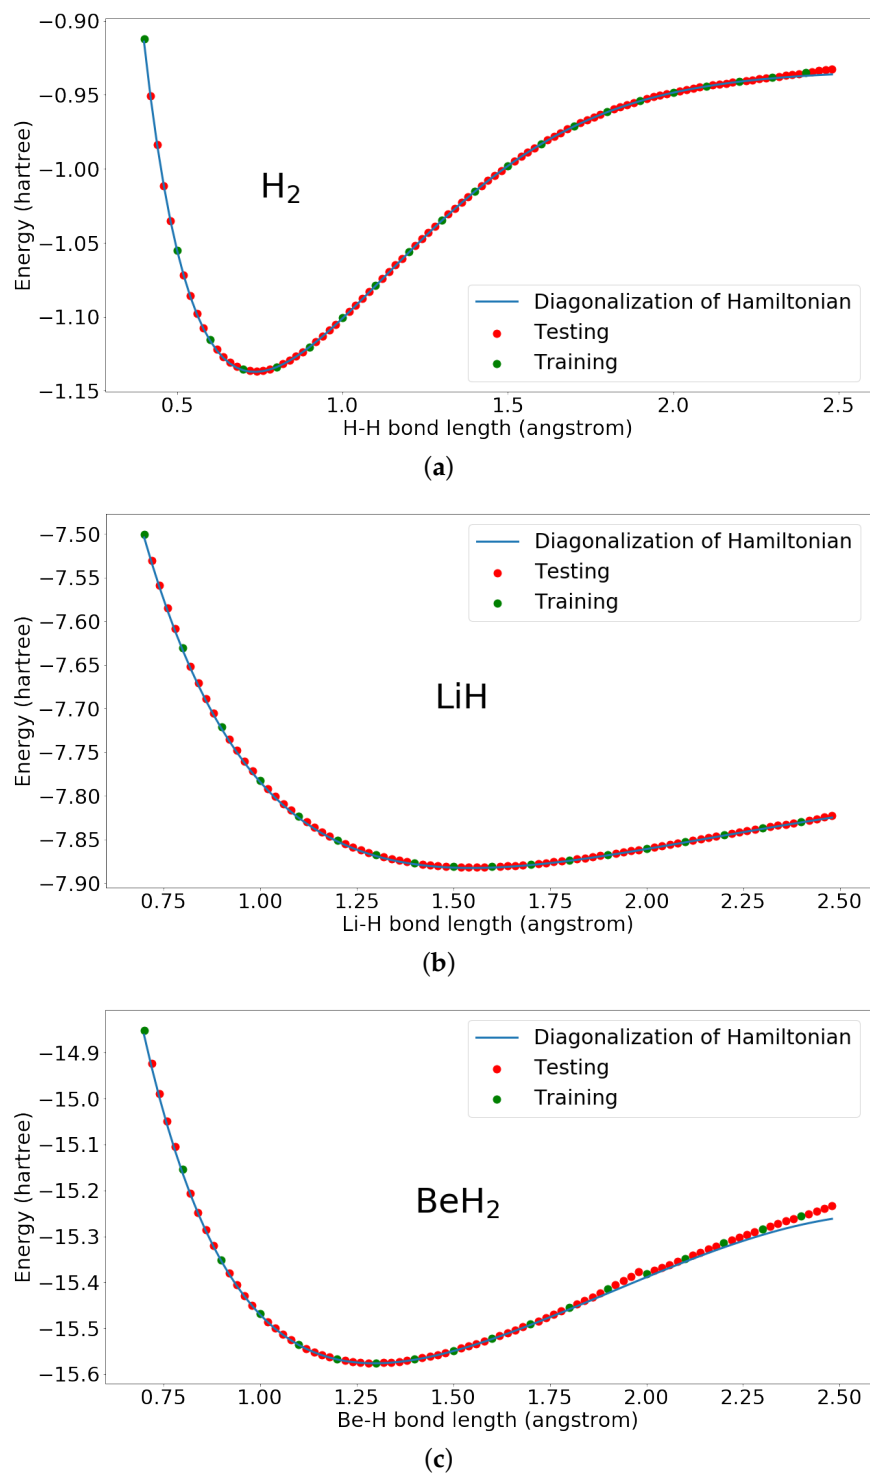 −0.90
−0.95
−1.00
−1.05
−1.10
−1.15
Energy (hartree)
H₂
Diagonalization of Hamiltonian
Testing
Training
0.5 1.0 1.5 2.0 2.5
H-H bond length (angstrom)
(a)
−7.50
−7.55
−7.60
−7.65
−7.70
−7.75
−7.80
−7.85
−7.90
Energy (hartree)
Diagonalization of Hamiltonian
Testing
Training
LiH
0.75 1.00 1.25 1.50 1.75 2.00 2.25 2.50
Li-H bond length (angstrom)
(b)
−14.9
−15.0
−15.1
−15.2
−15.3
−15.4
−15.5
−15.6
Energy (hartree)
Diagonalization of Hamiltonian
Testing
Training
BeH₂
0.75 1.00 1.25 1.50 1.75 2.00 2.25 2.50
Be-H bond length (angstrom)
(c)